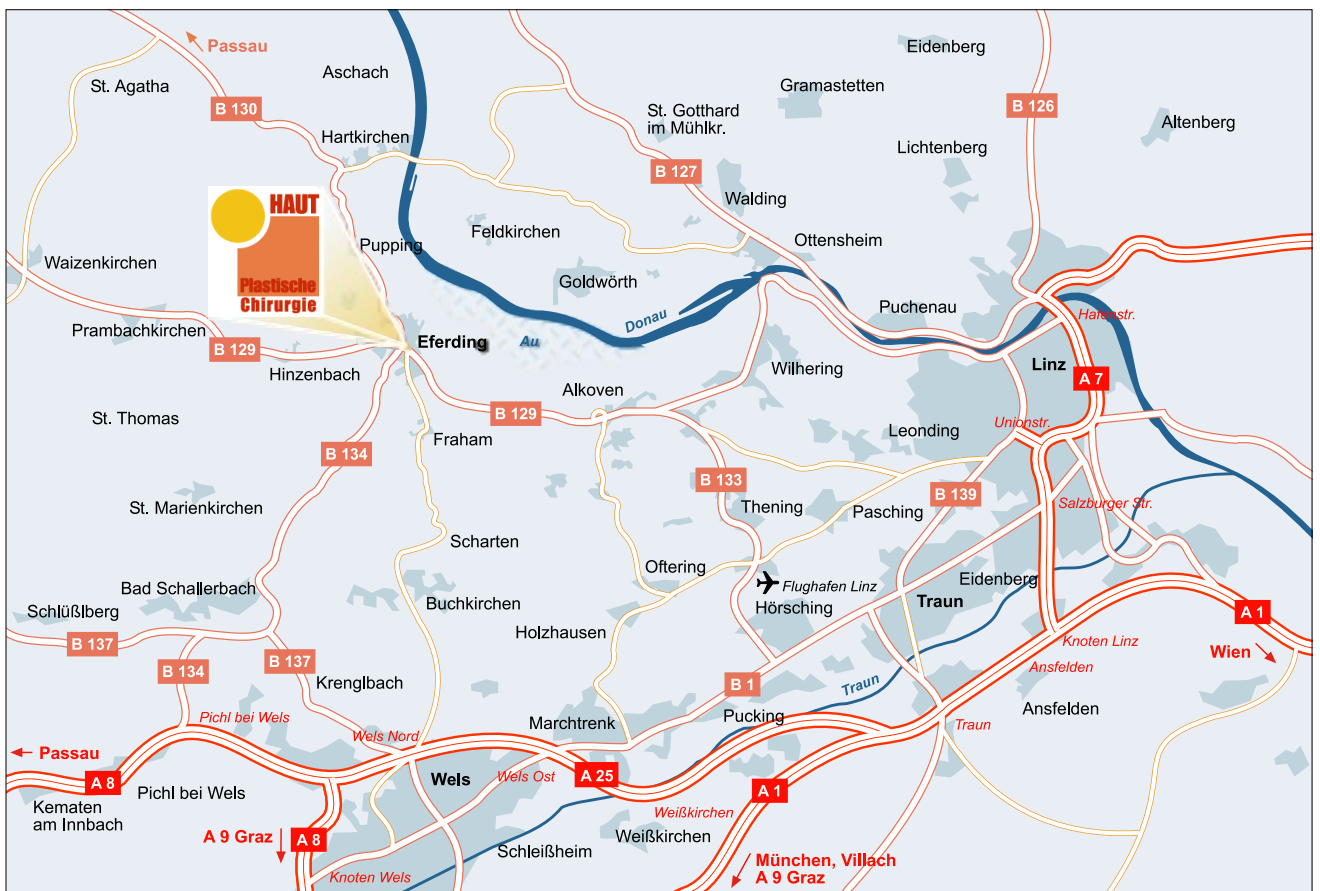 Passau
Eidenberg
Aschach
St. Agatha
Gramastetten
B 130
B 126
St. Gotthard
im Mühlkr.
Altenberg
Hartkirchen
Lichtenberg
B 127
HAUT
Plastische
Chirurgie
Walding
Feldkirchen
Pupping
Ottensheim
Waizenkirchen
Goldwörth
Puchenau
Donau
Hafenstr.
Prambachkirchen
B 129
Eferding
Au
Hinzenbach
Wilhering
Linz
A 7
Alkoven
B 129
St. Thomas
Fraham
Leonding
Unionstr.
B 134
B 133
B 139
St. Marienkirchen
Thening
Pasching
Salzburger Str.
Scharten
Oftering
Flughafen Linz
Eidenberg
Bad Schallerbach
Buchkirchen
Hörsching
Traun
Schlüßlberg
Holzhausen
A 1
B 137
Knoten Linz
Wien
B 134
B 137
Ansfelden
Krenglbach
B 1
Traun
Pichl bei Wels
Marchtrenk
Pucking
Traun
Ansfelden
Wels Nord
Passau
Wels
Wels Ost
A 25
A 8
Pichl bei Wels
A 1
Kematen
am Innbach
Weißkirchen
A 9 Graz
A 8
Weißkirchen
Schleißheim
München, Villach
A 9 Graz
Knoten Wels